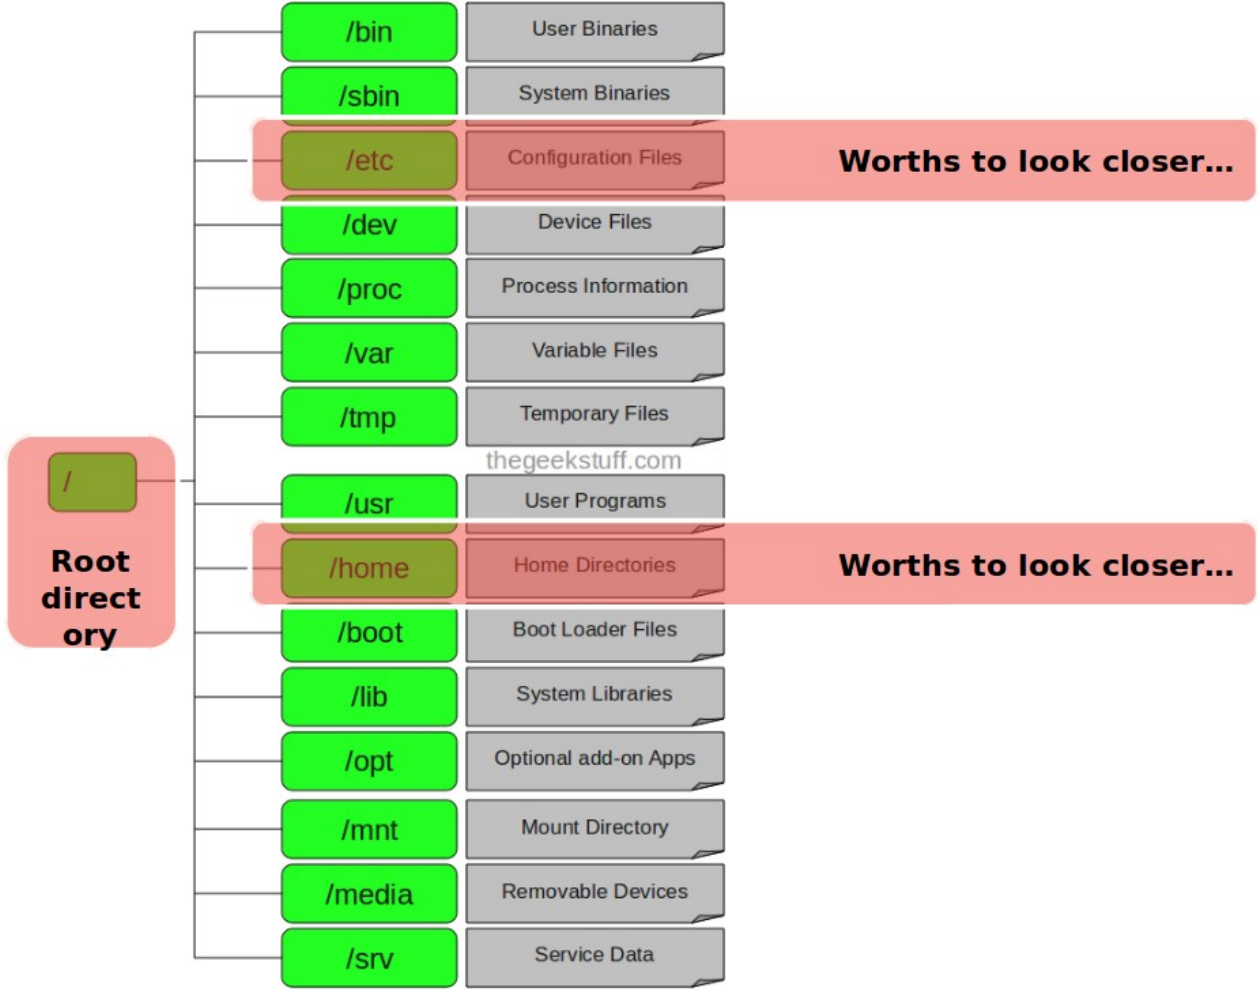 /bin User Binaries
/sbin System Binaries
/etc Configuration Files Worths to look closer...
/dev Device Files
/proc Process Information
/var Variable Files
/tmp Temporary Files
thegeekstuff.com
/
Root
direct
ory
/usr User Programs
/home Home Directories Worths to look closer...
/boot Boot Loader Files
/lib System Libraries
/opt Optional add-on Apps
/mnt Mount Directory
/media Removable Devices
/srv Service Data